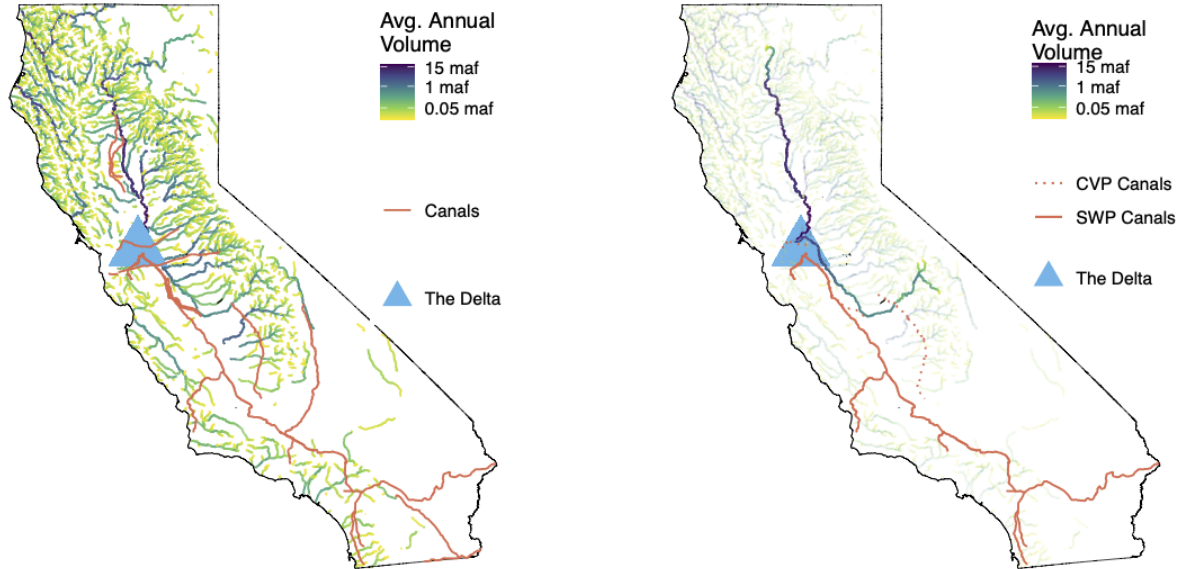 Avg. Annual
Volume
15 maf
1 maf
0.05 maf
Canals
The Delta
Avg. Annual
Volume
15 maf
1 maf
0.05 maf
CVP Canals
SWP Canals
The Delta